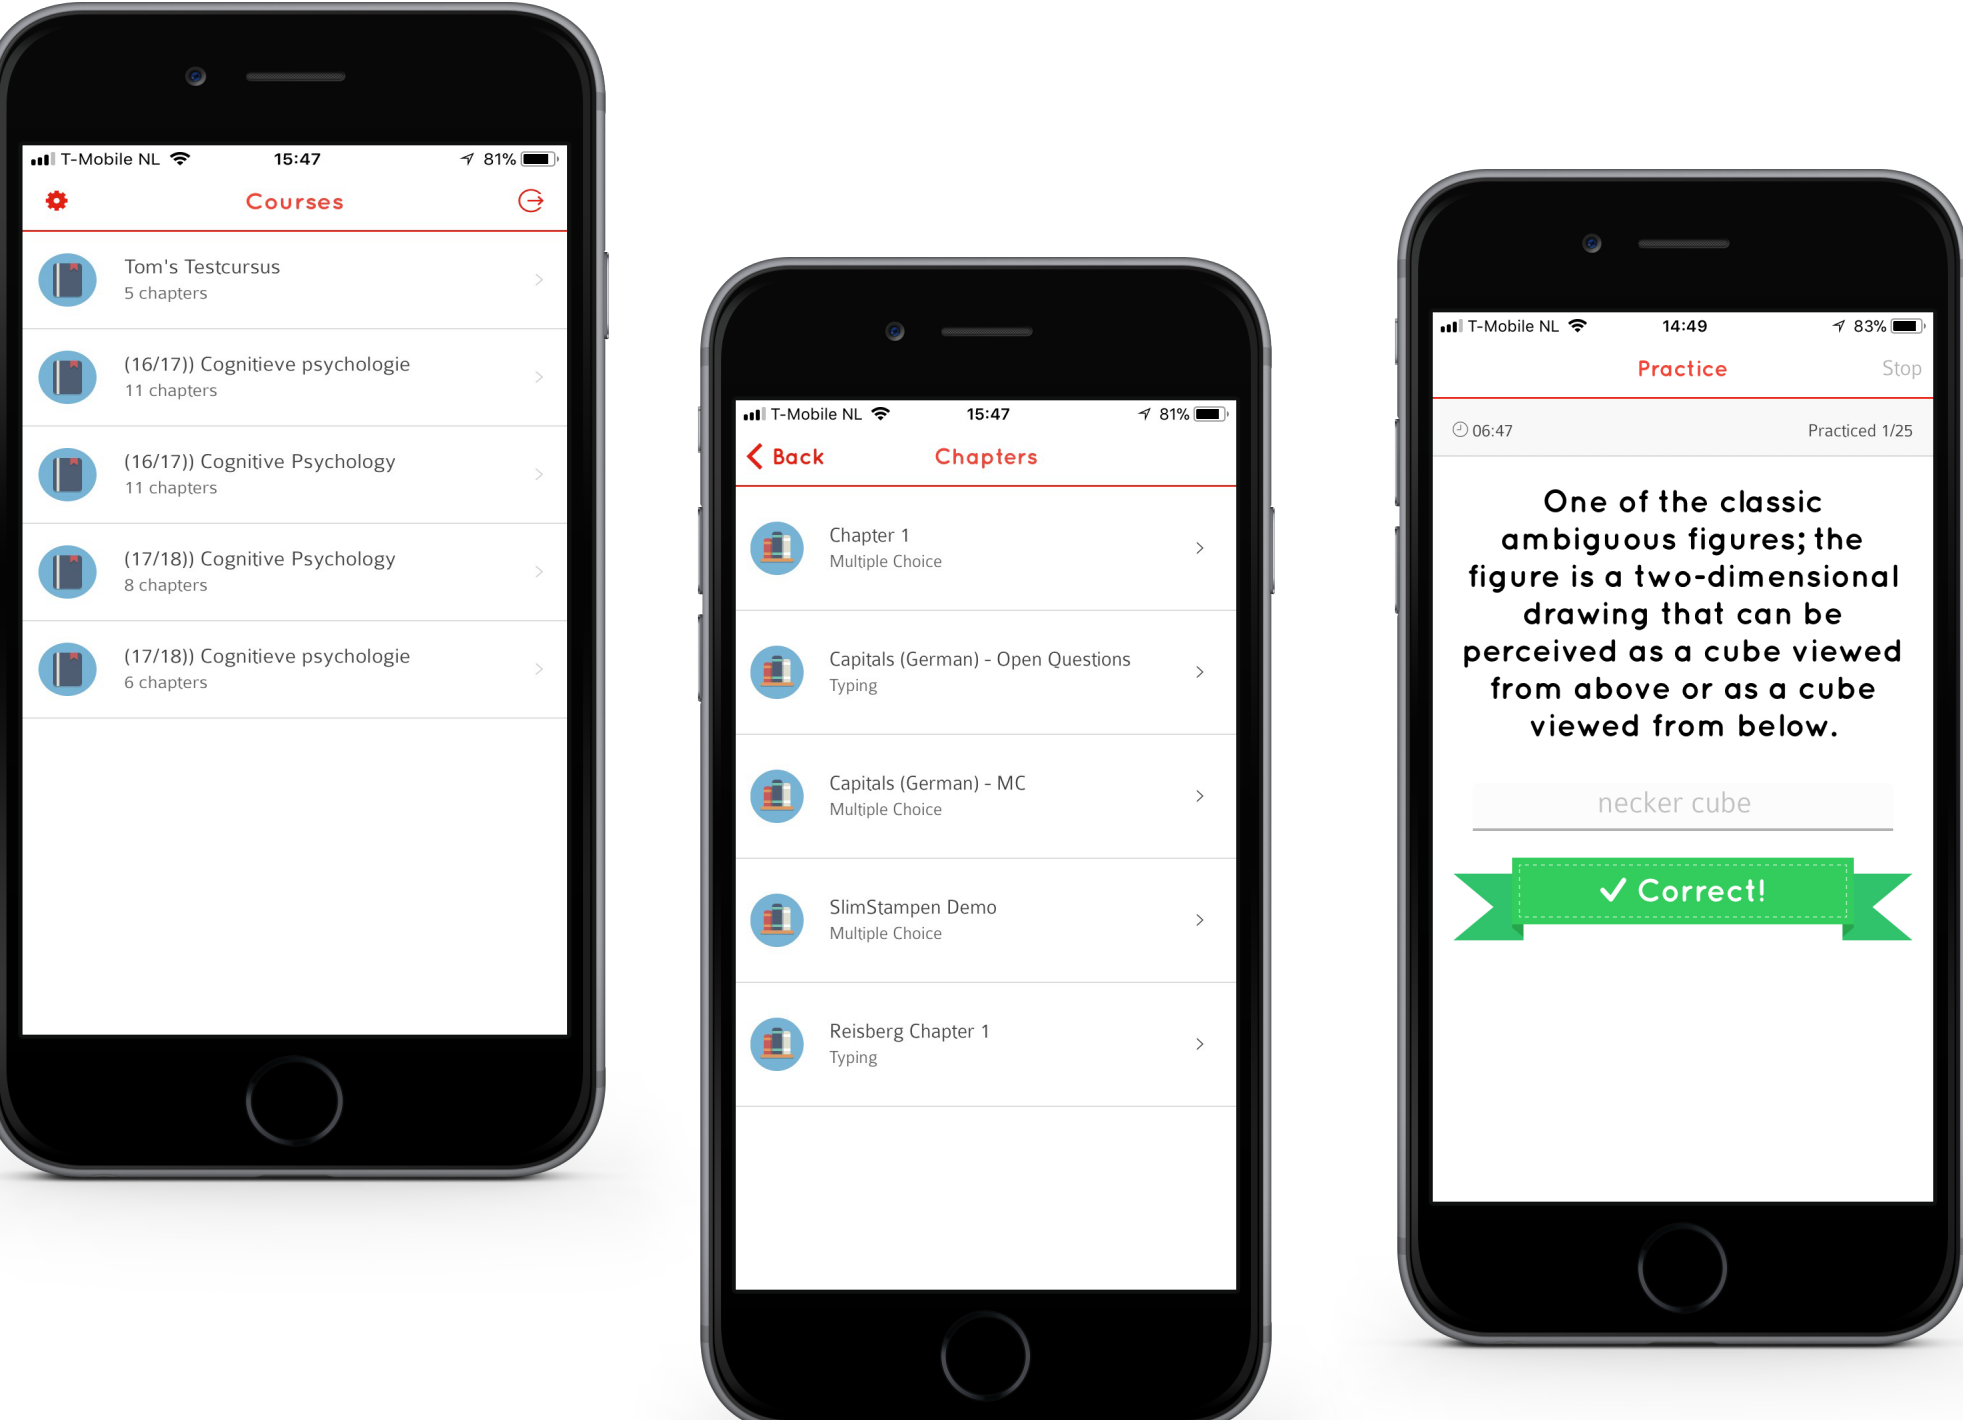 T-Mobile NL 15:47 81%
Courses
Tom's Testcursus
5 chapters
(16/17)) Cognitieve psychologie
11 chapters
(16/17)) Cognitive Psychology
11 chapters
(17/18)) Cognitive Psychology
8 chapters
(17/18)) Cognitieve psychologie
6 chapters
T-Mobile NL 15:47 81%
Back Chapters
Chapter 1
Multiple Choice
Capitals (German) - Open Questions
Typing
Capitals (German) - MC
Multiple Choice
SlimStampen Demo
Multiple Choice
Reisberg Chapter 1
Typing
T-Mobile NL 14:49 83%
Practice Stop
06:47 Practiced 1/25
One of the classic
ambiguous figures; the
figure is a two-dimensional
drawing that can be
perceived as a cube viewed
from above or as a cube
viewed from below.
necker cube
✓ Correct!